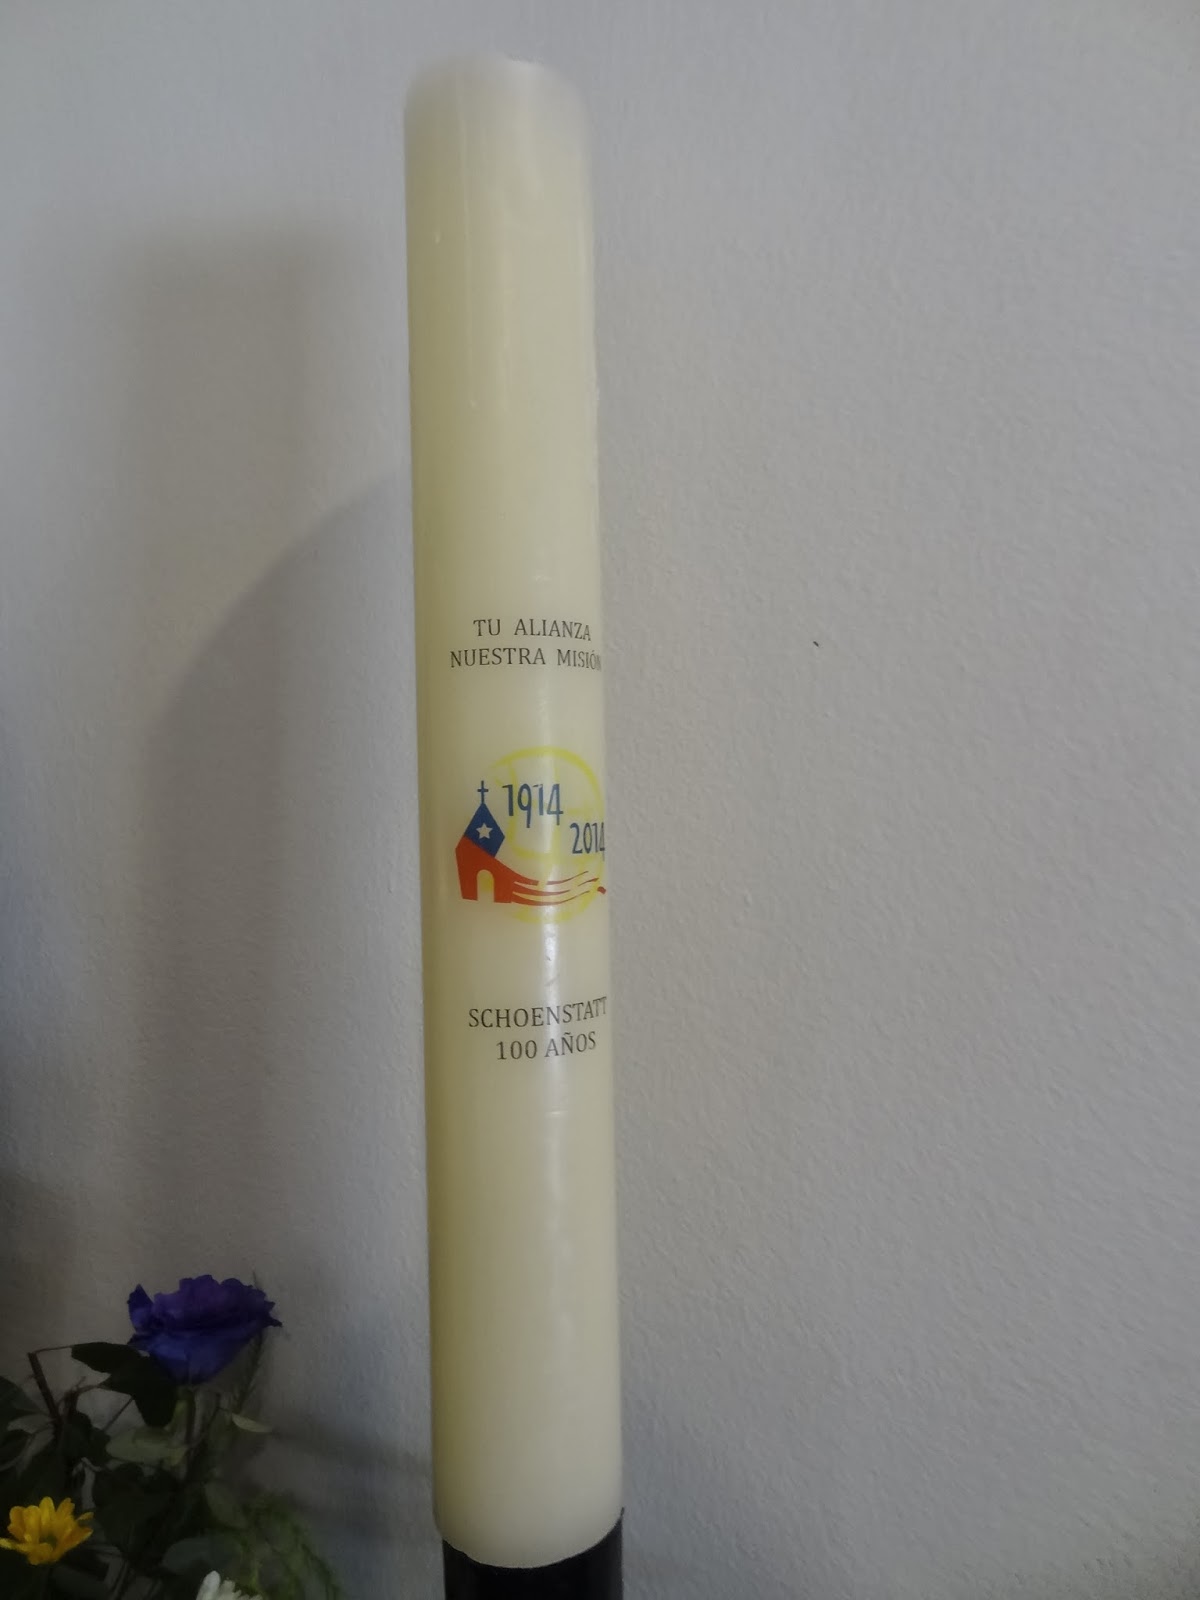 TU ALIANZA
NUESTRA MISIÓN
1914
2014
SCHOENSTATT
100 AÑOS